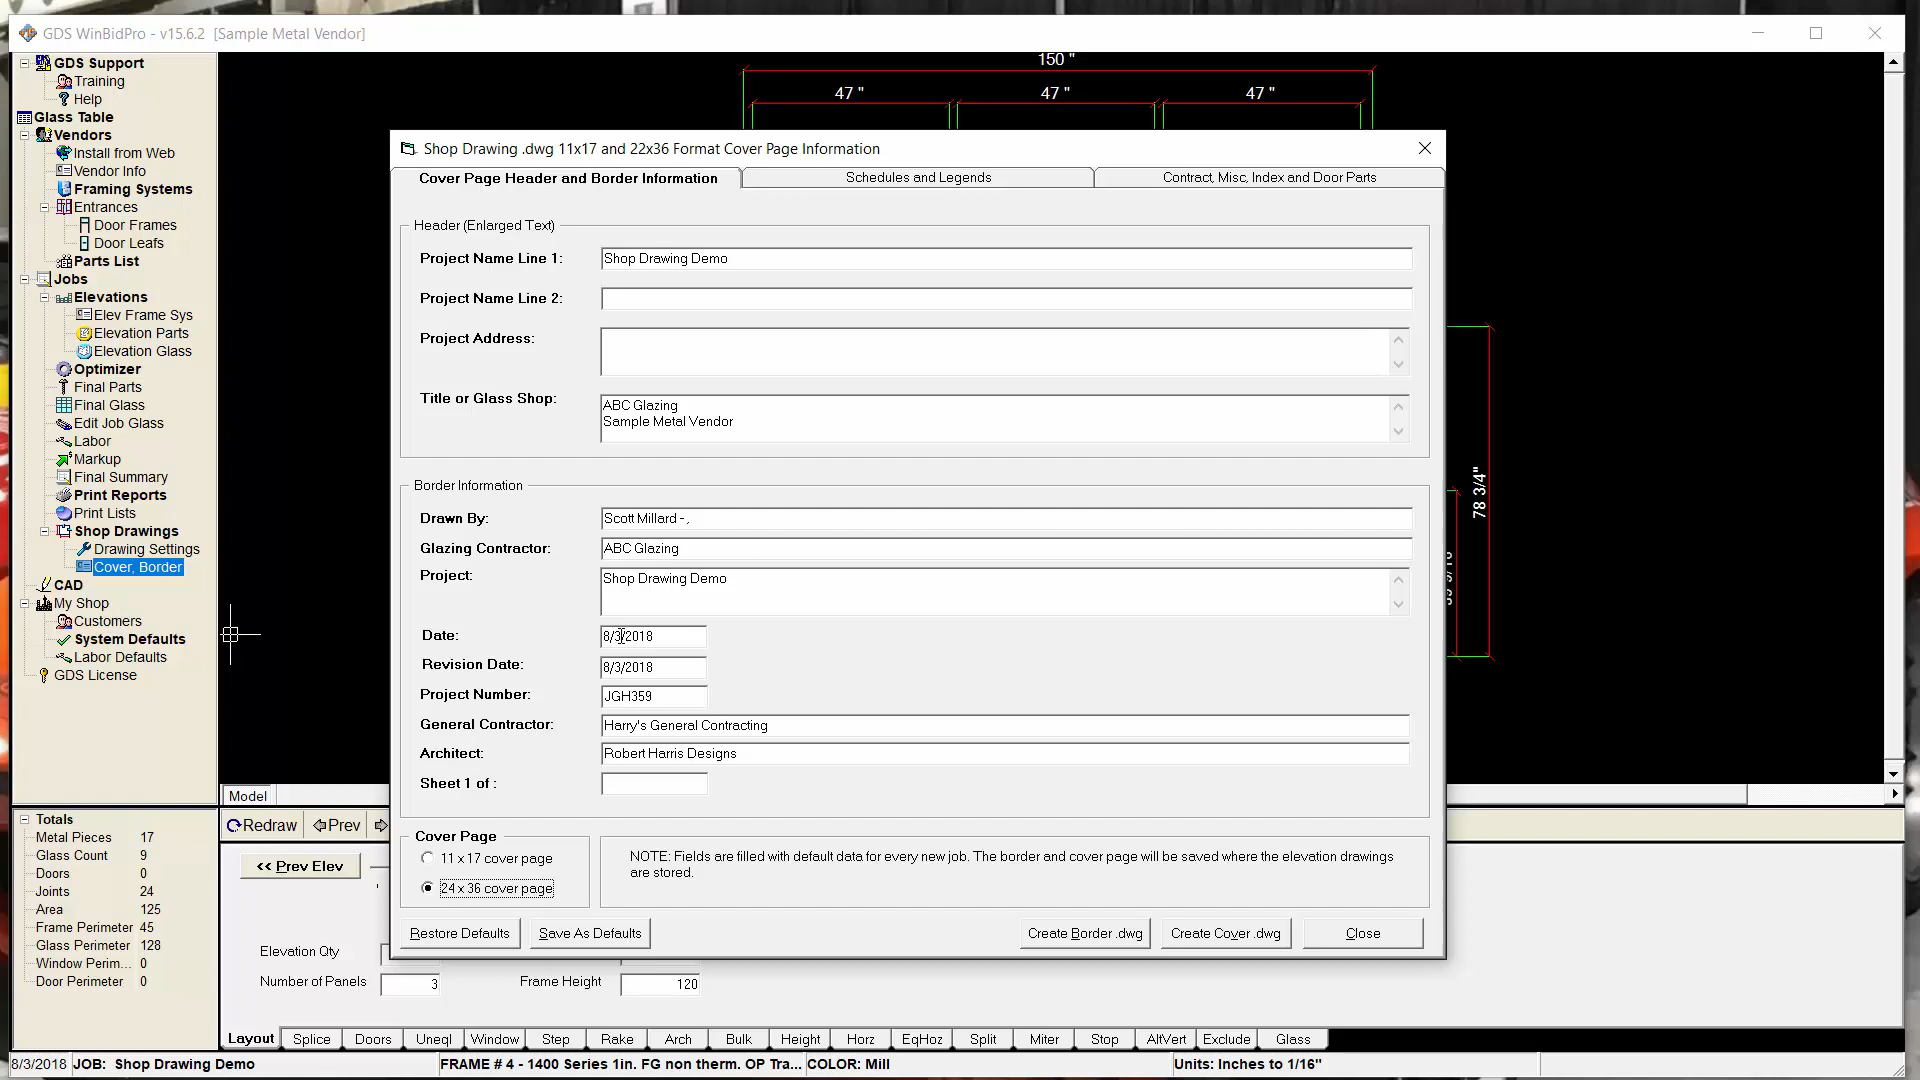 GDS WinBidPro - v15.6.2 [Sample Metal Vendor]
GDS Support
Training
Help
Glass Table
Vendors
Install from Web
Vendor Info
Framing Systems
Entrances
Door Frames
Door Leafs
Parts List
Jobs
Elevations
Elev Frame Sys
Elevation Parts
Elevation Glass
Optimizer
Final Parts
Final Glass
Edit Job Glass
Labor
Markup
Final Summary
Print Reports
Print Lists
Shop Drawings
Drawing Settings
Cover, Border
CAD
My Shop
Customers
System Defaults
Labor Defaults
GDS License
150 "
47 " 47 " 47 "
78 3/4"
Shop Drawing .dwg 11x17 and 22x36 Format Cover Page Information
Cover Page Header and Border Information Schedules and Legends Contract, Misc, Index and Door Parts
Header (Enlarged Text)
Project Name Line 1: Shop Drawing Demo
Project Name Line 2:
Project Address:
Title or Glass Shop: ABC Glazing
Sample Metal Vendor
Border Information
Drawn By: Scott Millard - ,
Glazing Contractor: ABC Glazing
Project: Shop Drawing Demo
Date: 8/3/2018
Revision Date: 8/3/2018
Project Number: JGH359
General Contractor: Harry's General Contracting
Architect: Robert Harris Designs
Sheet 1 of :
Cover Page
11 x 17 cover page
24 x 36 cover page
NOTE: Fields are filled with default data for every new job. The border and cover page will be saved where the elevation drawings
are stored.
Restore Defaults Save As Defaults Create Border .dwg Create Cover .dwg Close
Model
Redraw Prev
<< Prev Elev
Elevation Qty
Number of Panels 3 Frame Height 120
Totals
Metal Pieces 17
Glass Count 9
Doors 0
Joints 24
Area 125
Frame Perimeter 45
Glass Perimeter 128
Window Perim... 0
Door Perimeter 0
Layout Splice Doors Uneql Window Step Rake Arch Bulk Height Horz EqHoz Split Miter Stop AltVert Exclude Glass
8/3/2018 JOB: Shop Drawing Demo FRAME # 4 - 1400 Series 1in. FG non therm. OP Tra... COLOR: Mill Units: Inches to 1/16"